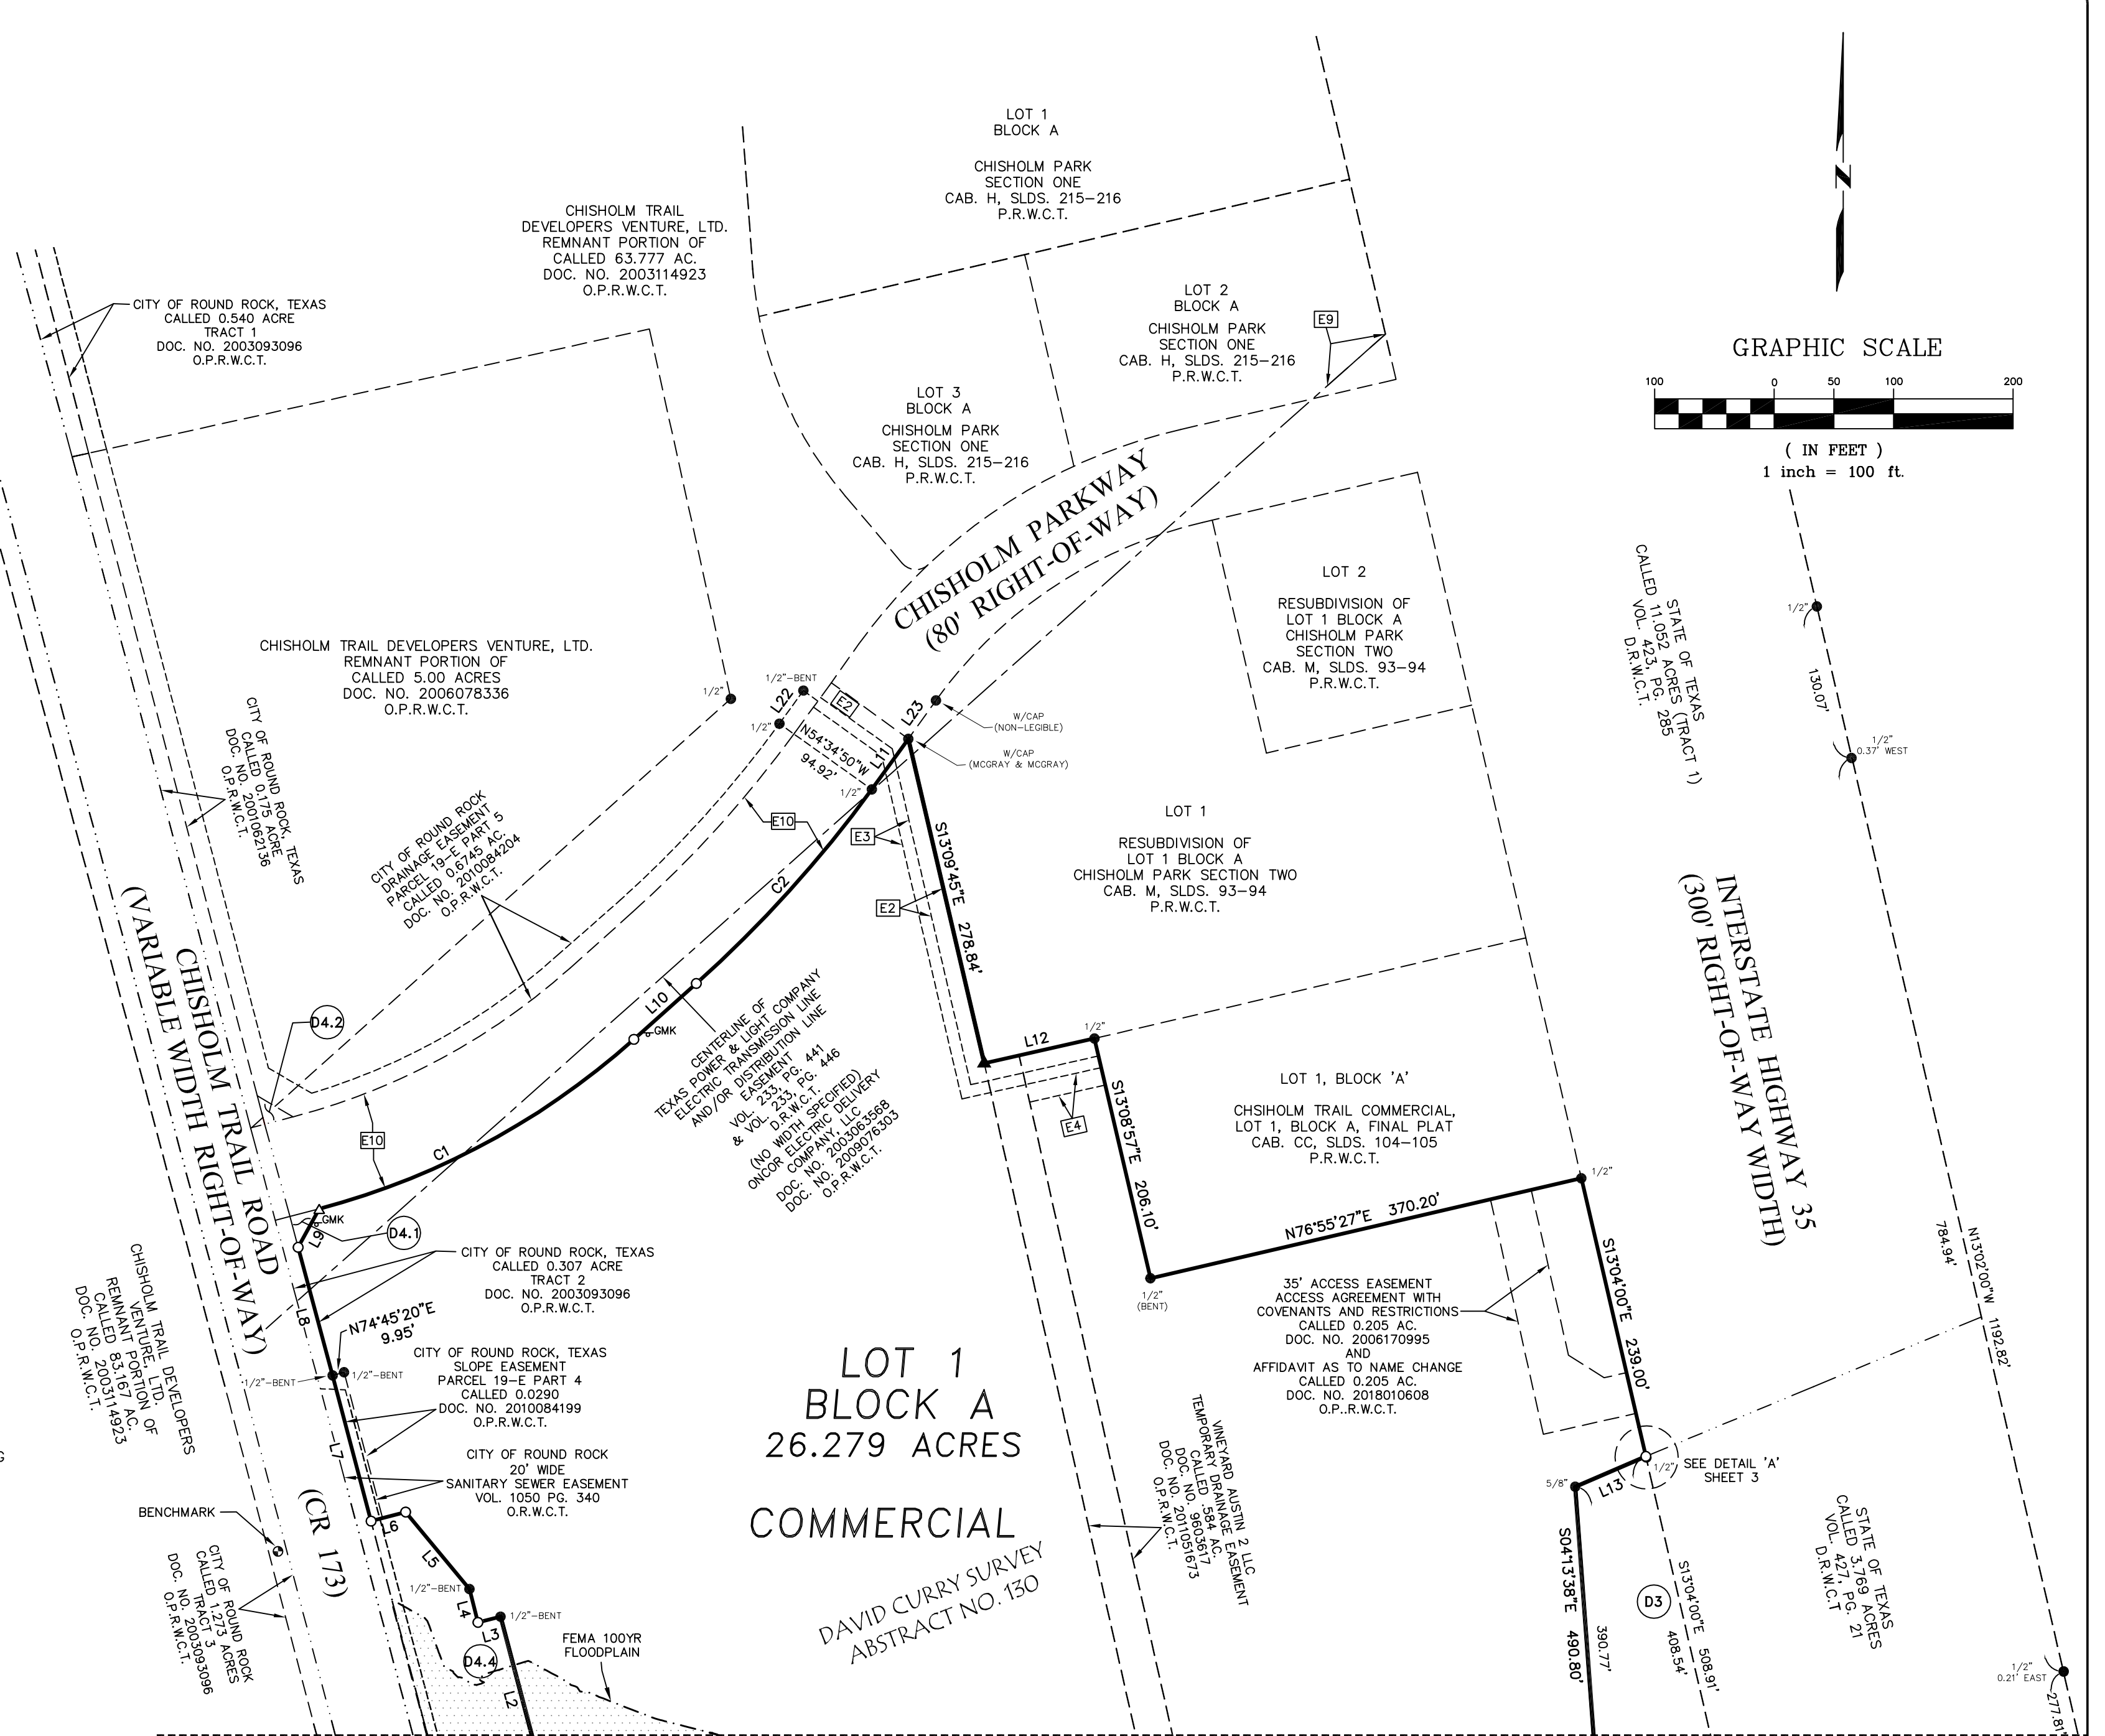 LOT 1
BLOCK A
CHISHOLM PARK
SECTION ONE
CAB. H, SLDS. 215-216
P.R.W.C.T.
CHISHOLM TRAIL
DEVELOPERS VENTURE, LTD.
REMNANT PORTION OF
CALLED 63.777 AC.
DOC. NO. 2003114923
O.P.R.W.C.T.
CITY OF ROUND ROCK, TEXAS
CALLED 0.540 ACRE
TRACT 1
DOC. NO. 2003093096
O.P.R.W.C.T.
LOT 2
BLOCK A
CHISHOLM PARK
SECTION ONE
CAB. H, SLDS. 215-216
P.R.W.C.T.
E9
LOT 3
BLOCK A
CHISHOLM PARK
SECTION ONE
CAB. H, SLDS. 215-216
P.R.W.C.T.
N
GRAPHIC SCALE
100 0 50 100 200
( IN FEET )
1 inch = 100 ft.
CHISHOLM PARKWAY
(80' RIGHT-OF-WAY)
LOT 2
RESUBDIVISION OF
LOT 1 BLOCK A
CHISHOLM PARK
SECTION TWO
CAB. M, SLDS. 93-94
P.R.W.C.T.
STATE OF TEXAS
CALLED 11.052 ACRES (TRACT 1)
VOL. 423, PG. 285
D.R.W.C.T.
1/2"
130.07'
1/2"
0.37' WEST
CHISHOLM TRAIL DEVELOPERS VENTURE, LTD.
REMNANT PORTION OF
CALLED 5.00 ACRES
DOC. NO. 2006078336
O.P.R.W.C.T.
1/2"
1/2"-BENT
L22
1/2"
E2
L23
N54°34'50"W
94.92'
L11
1/2"
W/CAP
(NON-LEGIBLE)
W/CAP
(MCGRAY & MCGRAY)
CITY OF ROUND ROCK, TEXAS
CALLED 0.175 ACRE
DOC. NO. 2001062136
O.P.R.W.C.T.
CITY OF ROUND ROCK
DRAINAGE EASEMENT
PARCEL 19-E PART 5
CALLED 0.6745 AC.
DOC. NO. 2010084204
O.P.R.W.C.T.
E10
E3
C2
E2
S13°09'45"E 278.84'
LOT 1
RESUBDIVISION OF
LOT 1 BLOCK A
CHISHOLM PARK SECTION TWO
CAB. M, SLDS. 93-94
P.R.W.C.T.
INTERSTATE HIGHWAY 35
(300' RIGHT-OF-WAY WIDTH)
CHISHOLM TRAIL ROAD
(VARIABLE WIDTH RIGHT-OF-WAY)
D4.2
L10
GMK
CENTERLINE OF
TEXAS POWER & LIGHT COMPANY
ELECTRIC TRANSMISSION LINE
AND/OR DISTRIBUTION LINE
EASEMENT
VOL. 233, PG. 441
& VOL. 233, PG. 446
D.R.W.C.T.
(NO WIDTH SPECIFIED)
ONCOR ELECTRIC DELIVERY
COMPANY, LLC
DOC. NO. 2003063568
DOC. NO. 2009076303
O.P.R.W.C.T.
L12
1/2"
E4
S13°08'57"E 206.10'
LOT 1, BLOCK 'A'
CHSIHOLM TRAIL COMMERCIAL,
LOT 1, BLOCK A, FINAL PLAT
CAB. CC, SLDS. 104-105
P.R.W.C.T.
1/2"
E10
C1
GMK
L9
D4.1
N76°55'27"E 370.20'
1/2"
(BENT)
S13°04'00"E 239.00'
784.94'
N13°02'00"W 1192.82'
CITY OF ROUND ROCK, TEXAS
CALLED 0.307 ACRE
TRACT 2
DOC. NO. 2003093096
O.P.R.W.C.T.
L8
N74°45'20"E
9.95'
1/2"-BENT
1/2"-BENT
CHISHOLM TRAIL DEVELOPERS
VENTURE, LTD.
REMNANT PORTION OF
CALLED 83.167 AC.
DOC. NO. 2003114923
O.P.R.W.C.T.
CITY OF ROUND ROCK, TEXAS
SLOPE EASEMENT
PARCEL 19-E PART 4
CALLED 0.0290
DOC. NO. 2010084199
O.P.R.W.C.T.
35' ACCESS EASEMENT
ACCESS AGREEMENT WITH
COVENANTS AND RESTRICTIONS
CALLED 0.205 AC.
DOC. NO. 2006170995
AND
AFFIDAVIT AS TO NAME CHANGE
CALLED 0.205 AC.
DOC. NO. 2018010608
O.P..R.W.C.T.
LOT 1
BLOCK A
26.279 ACRES
COMMERCIAL
L7
G
CITY OF ROUND ROCK
20' WIDE
SANITARY SEWER EASEMENT
VOL. 1050 PG. 340
O.R.W.C.T.
VINEYARD AUSTIN 2 LLC
TEMPORARY DRAINAGE EASEMENT
CALLED .584 AC.
DOC. NO. 9603617
DOC. NO. 2011051673
O.P.R.W.C.T.
1/2"
SEE DETAIL 'A'
SHEET 3
5/8"
L13
BENCHMARK
(CR 173)
L6
L5
1/2"-BENT
L4
L3
1/2"-BENT
D4.4
L2
CITY OF ROUND ROCK
CALLED 1.273 ACRES
TRACT 3
DOC. NO. 2003093096
O.P.R.W.C.T.
FEMA 100YR
FLOODPLAIN
DAVID CURRY SURVEY
ABSTRACT NO. 130
S04°13'38"E 490.80'
390.77'
D3
S13°04'00"E 508.91'
408.54'
STATE OF TEXAS
CALLED 3.769 ACRES
VOL. 427, PG. 21
D.R.W.C.T
1/2"
0.21' EAST
277.81'